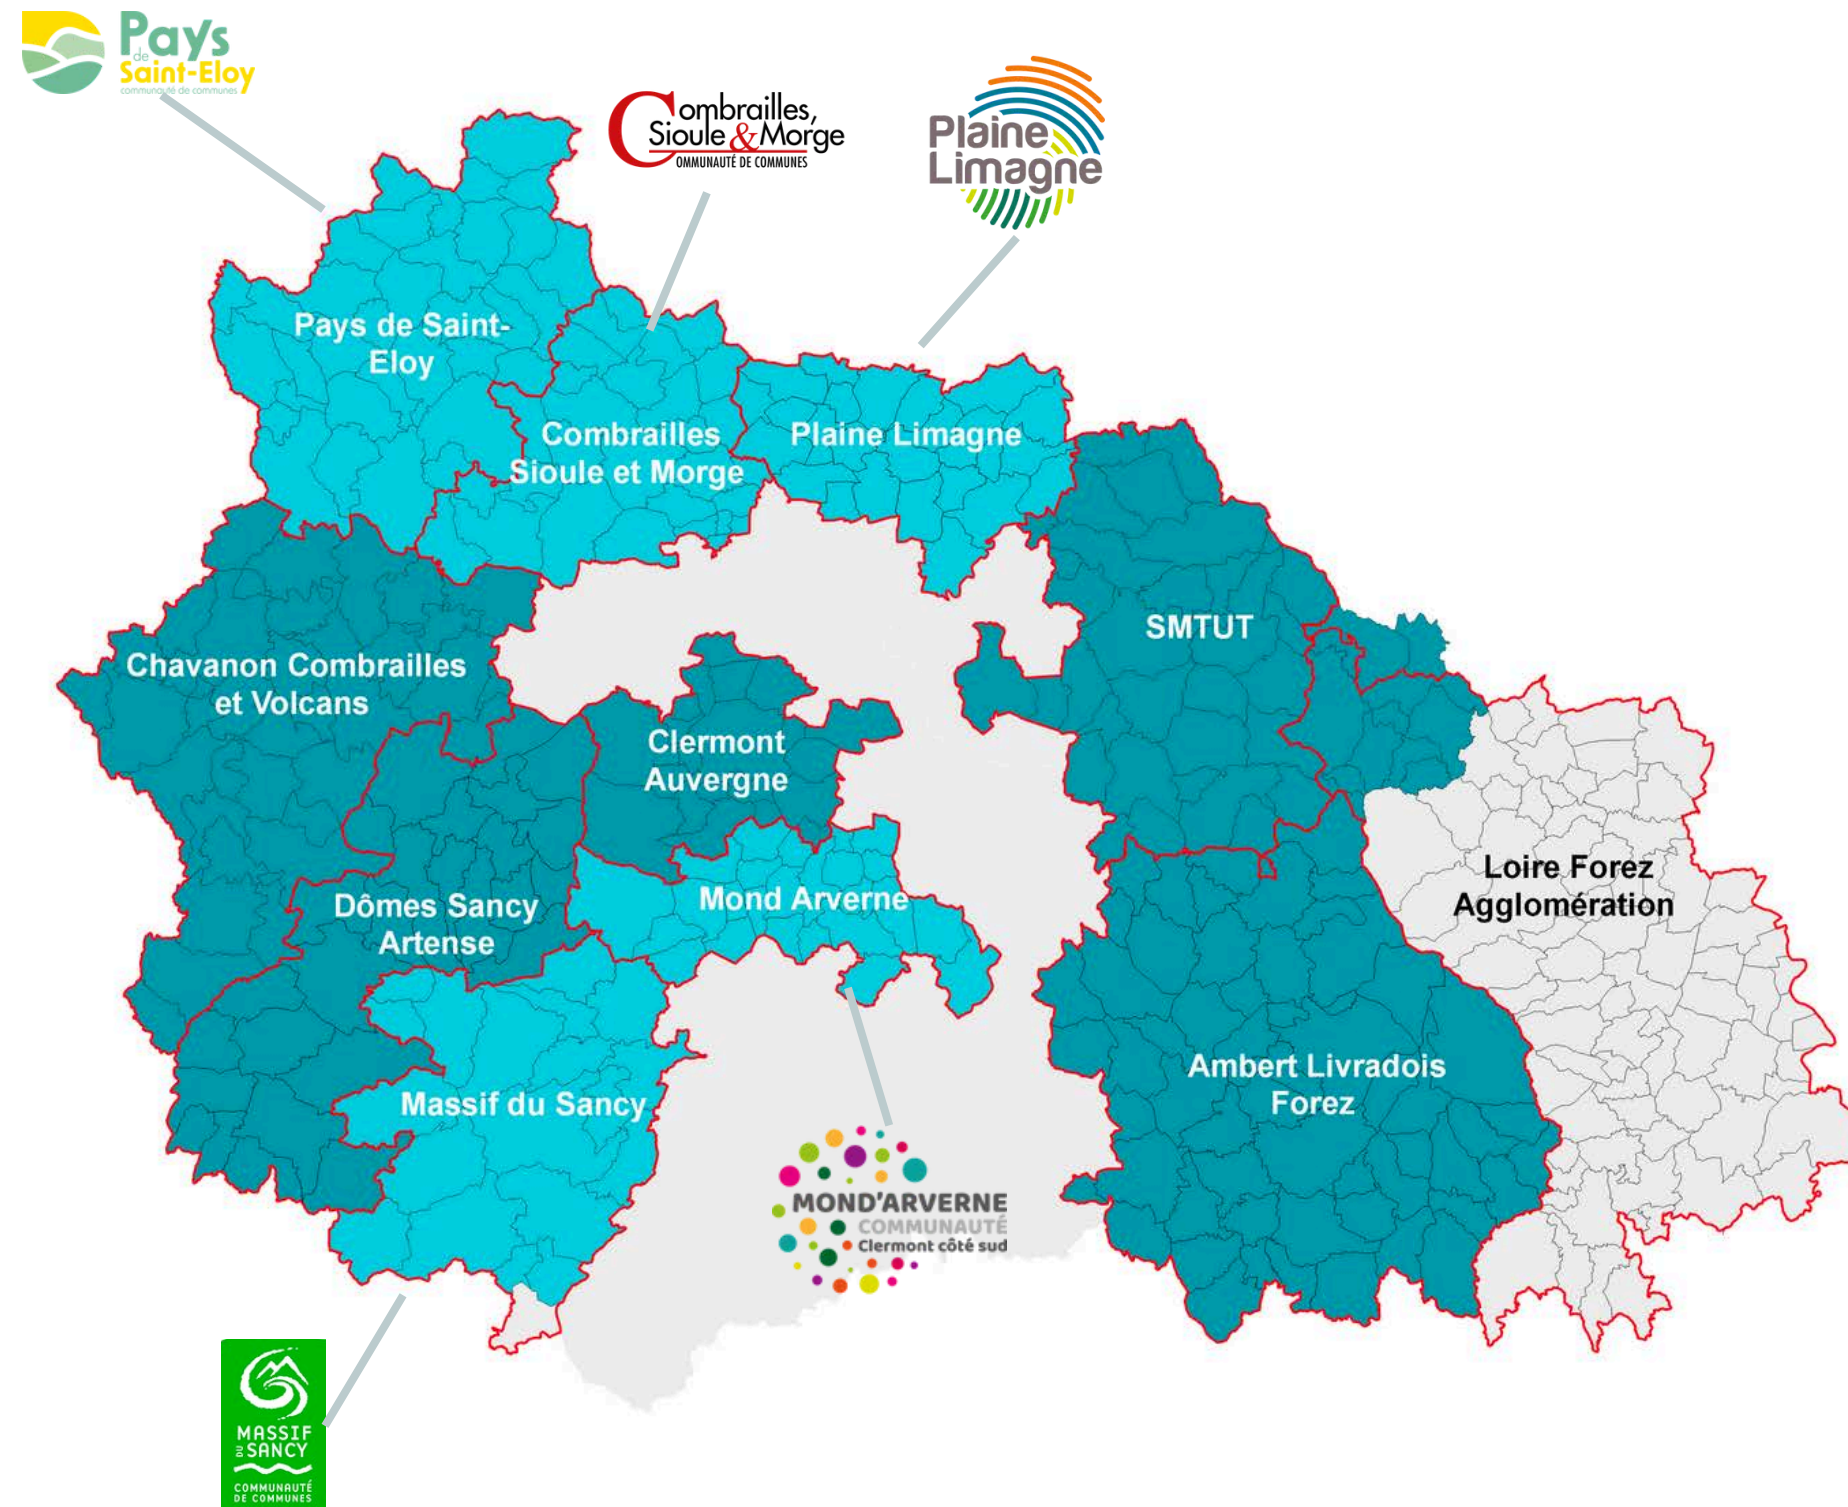 Pays
de
Saint-Eloy
communauté de communes
Combrailles,
Sioule & Morge
COMMUNAUTÉ DE COMMUNES
Plaine
Limagne
Pays de Saint-
Eloy
Combrailles
Sioule et Morge
Plaine Limagne
SMTUT
Chavanon Combrailles
et Volcans
Clermont
Auvergne
Loire Forez
Agglomération
Mond Arverne
Dômes Sancy
Artense
Ambert Livradois
Forez
Massif du Sancy
MOND'ARVERNE
COMMUNAUTÉ
Clermont côté sud
MASSIF
DU SANCY
COMMUNAUTÉ
DE COMMUNES